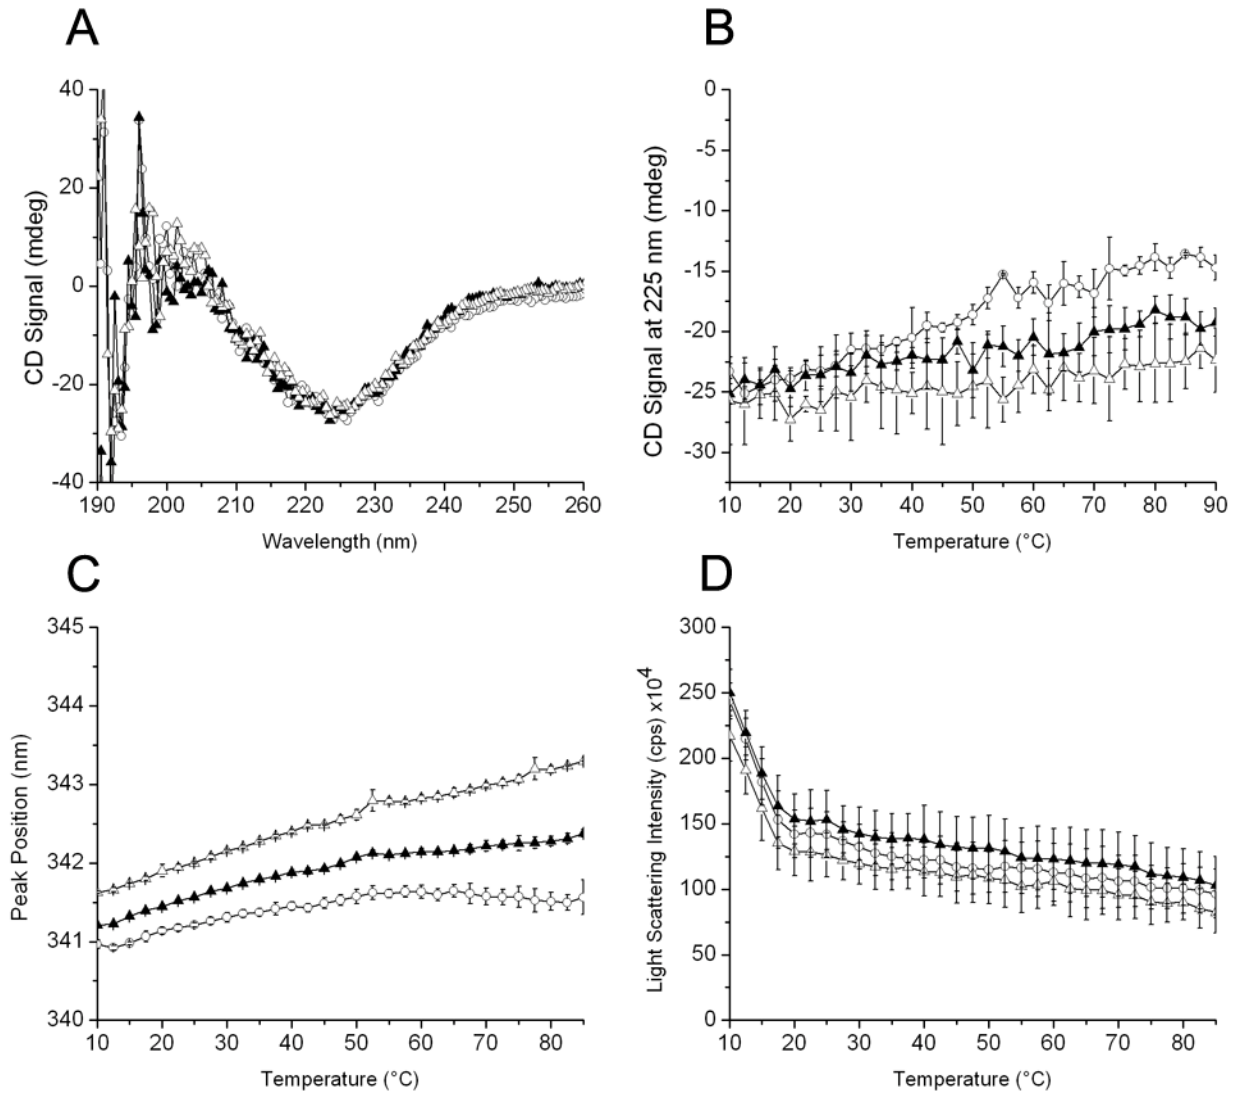 A
40
20
0
-20
-40
CD Signal (mdeg)
190 200 210 220 230 240 250 260
Wavelength (nm)
B
0
-5
-10
-15
-20
-25
-30
CD Signal at 225 nm (mdeg)
10 20 30 40 50 60 70 80 90
Temperature (°C)
C
345
344
343
342
341
340
Peak Position (nm)
10 20 30 40 50 60 70 80
Temperature (°C)
D
300
250
200
150
100
50
0
Light Scattering Intensity (cps) x10⁴
10 20 30 40 50 60 70 80
Temperature (°C)